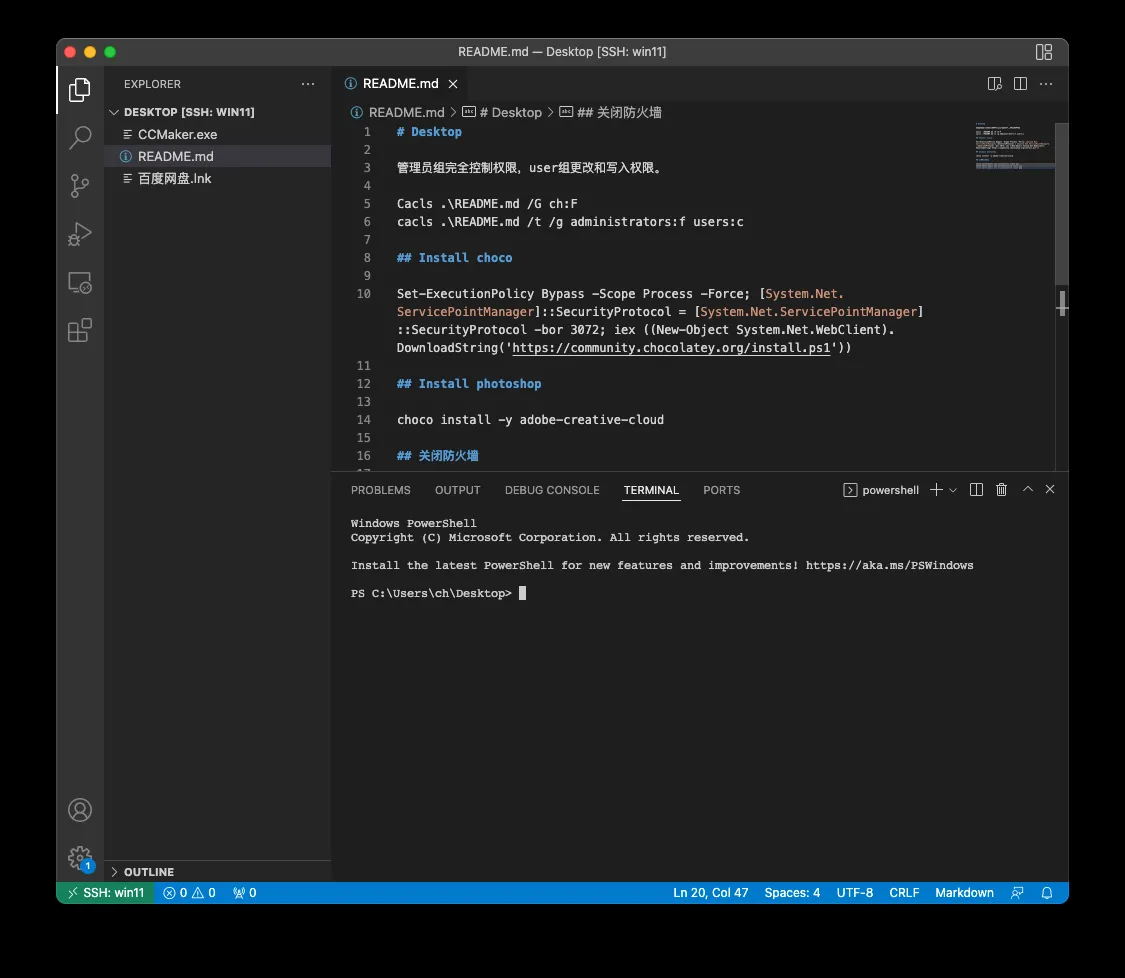 README.md — Desktop [SSH: win11]
EXPLORER
DESKTOP [SSH: WIN11]
CCMaker.exe
README.md
百度网盘.lnk
OUTLINE
README.md
README.md > # Desktop > ## 关闭防火墙
1 # Desktop
2
3 管理员组完全控制权限，user组更改和写入权限。
4
5 Cacls .\README.md /G ch:F
6 cacls .\README.md /t /g administrators:f users:c
7
8 ## Install choco
9
10 Set-ExecutionPolicy Bypass -Scope Process -Force; [System.Net.
ServicePointManager]::SecurityProtocol = [System.Net.ServicePointManager]
::SecurityProtocol -bor 3072; iex ((New-Object System.Net.WebClient).
DownloadString('https://community.chocolatey.org/install.ps1'))
11
12 ## Install photoshop
13
14 choco install -y adobe-creative-cloud
15
16 ## 关闭防火墙
PROBLEMS OUTPUT DEBUG CONSOLE TERMINAL PORTS powershell
Windows PowerShell
Copyright (C) Microsoft Corporation. All rights reserved.
Install the latest PowerShell for new features and improvements! https://aka.ms/PSWindows
PS C:\Users\ch\Desktop>
1
SSH: win11 0 0 0 Ln 20, Col 47 Spaces: 4 UTF-8 CRLF Markdown